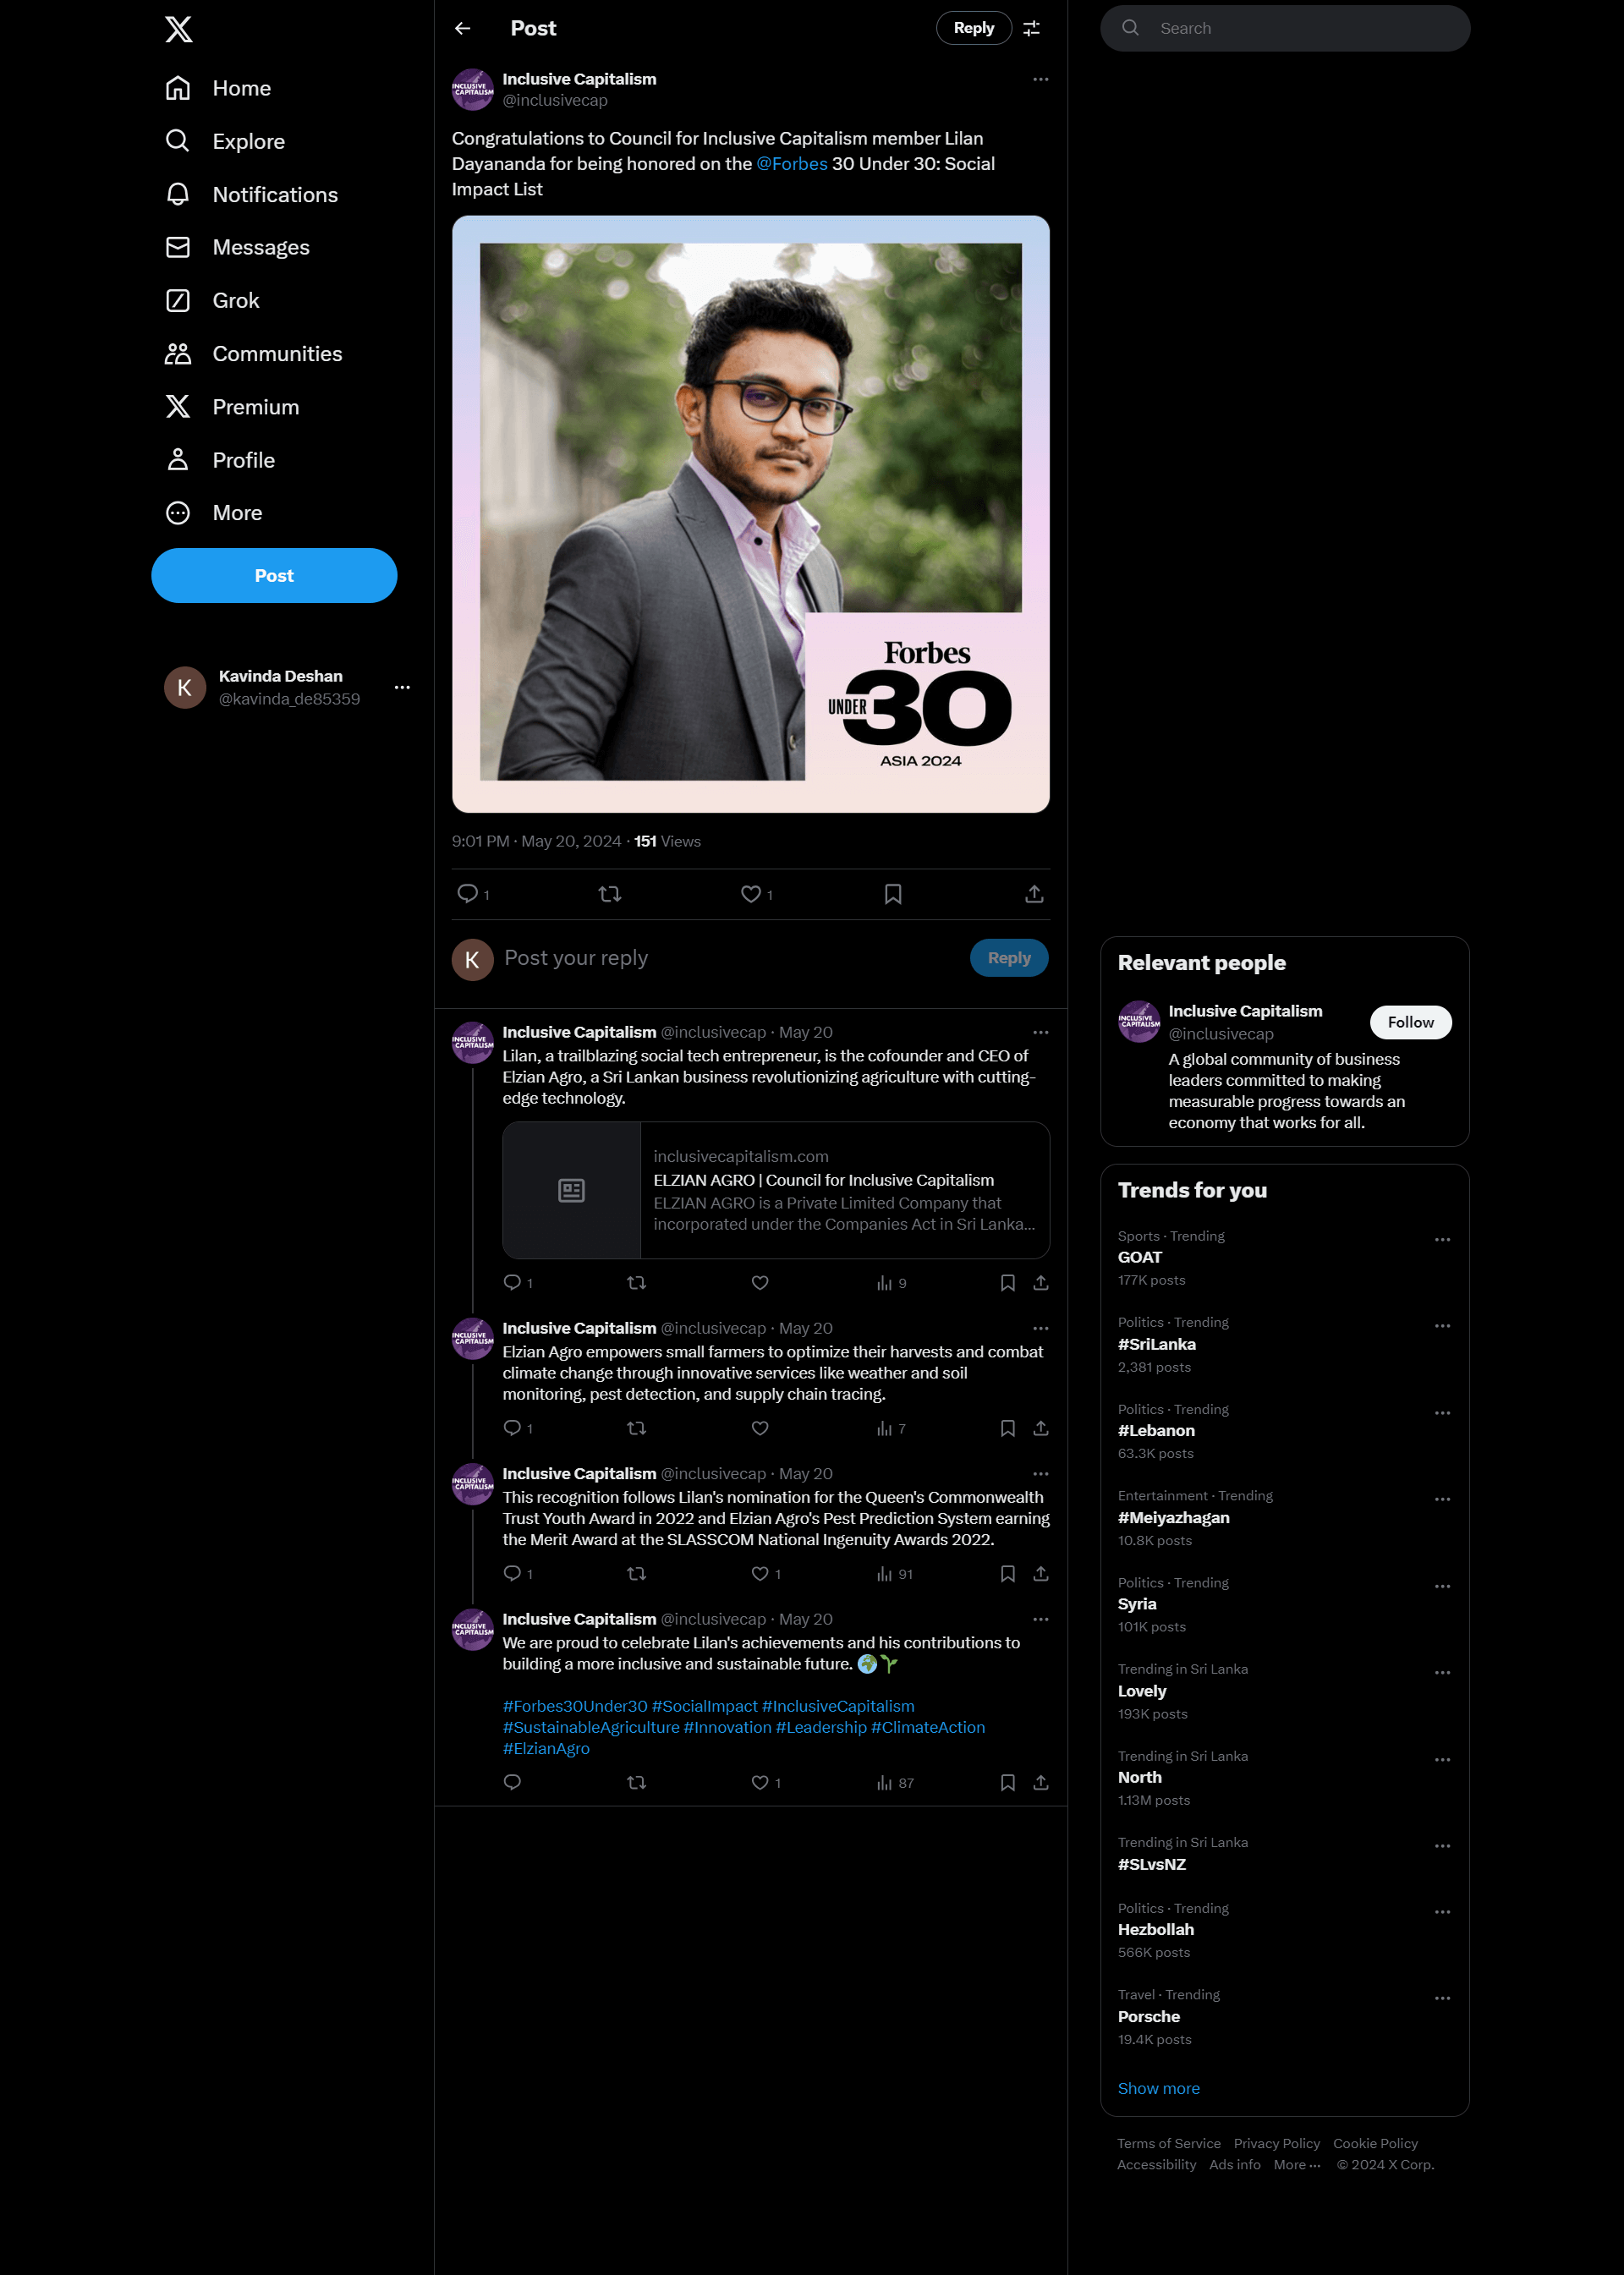 Home
Explore
Notifications
Messages
Grok
Communities
Premium
Profile
More
Post
Kavinda Deshan
@kavinda_de85359
Post
Reply
INCLUSIVE CAPITALISM
Inclusive Capitalism
@inclusivecap
Congratulations to Council for Inclusive Capitalism member Lilan
Dayananda for being honored on the @Forbes 30 Under 30: Social
Impact List
Forbes
UNDER 30
ASIA 2024
9:01 PM · May 20, 2024 · 151 Views
1
1
K
Post your reply
Reply
INCLUSIVE CAPITALISM
Inclusive Capitalism @inclusivecap · May 20
Lilan, a trailblazing social tech entrepreneur, is the cofounder and CEO of
Elzian Agro, a Sri Lankan business revolutionizing agriculture with cutting-
edge technology.
inclusivecapitalism.com
ELZIAN AGRO | Council for Inclusive Capitalism
ELZIAN AGRO is a Private Limited Company that
incorporated under the Companies Act in Sri Lanka...
1
9
INCLUSIVE CAPITALISM
Inclusive Capitalism @inclusivecap · May 20
Elzian Agro empowers small farmers to optimize their harvests and combat
climate change through innovative services like weather and soil
monitoring, pest detection, and supply chain tracing.
1
7
INCLUSIVE CAPITALISM
Inclusive Capitalism @inclusivecap · May 20
This recognition follows Lilan's nomination for the Queen's Commonwealth
Trust Youth Award in 2022 and Elzian Agro's Pest Prediction System earning
the Merit Award at the SLASSCOM National Ingenuity Awards 2022.
1
1
91
INCLUSIVE CAPITALISM
Inclusive Capitalism @inclusivecap · May 20
We are proud to celebrate Lilan's achievements and his contributions to
building a more inclusive and sustainable future. 🌍🌱
#Forbes30Under30 #SocialImpact #InclusiveCapitalism
#SustainableAgriculture #Innovation #Leadership #ClimateAction
#ElzianAgro
1
87
Search
Relevant people
INCLUSIVE CAPITALISM
Inclusive Capitalism
@inclusivecap
Follow
A global community of business
leaders committed to making
measurable progress towards an
economy that works for all.
Trends for you
Sports · Trending
GOAT
177K posts
Politics · Trending
#SriLanka
2,381 posts
Politics · Trending
#Lebanon
63.3K posts
Entertainment · Trending
#Meiyazhagan
10.8K posts
Politics · Trending
Syria
101K posts
Trending in Sri Lanka
Lovely
193K posts
Trending in Sri Lanka
North
1.13M posts
Trending in Sri Lanka
#SLvsNZ
Politics · Trending
Hezbollah
566K posts
Travel · Trending
Porsche
19.4K posts
Show more
Terms of Service Privacy Policy Cookie Policy
Accessibility Ads info More ··· © 2024 X Corp.